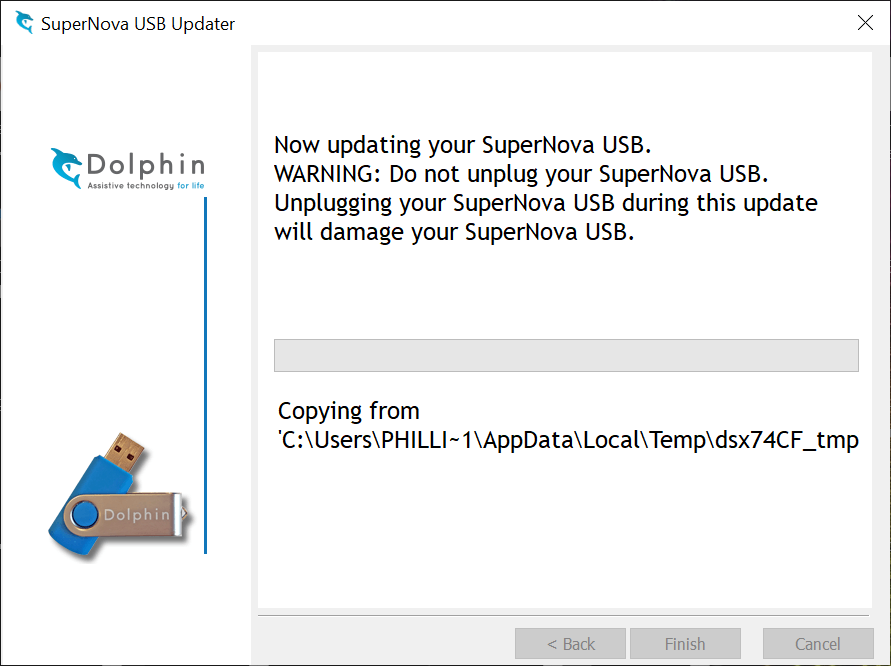 SuperNova USB Updater
Dolphin
Assistive technology for life
Now updating your SuperNova USB.
WARNING: Do not unplug your SuperNova USB.
Unplugging your SuperNova USB during this update
will damage your SuperNova USB.
Copying from
'C:\Users\PHILLI~1\AppData\Local\Temp\dsx74CF_tmp
Dolphin
< Back
Finish
Cancel